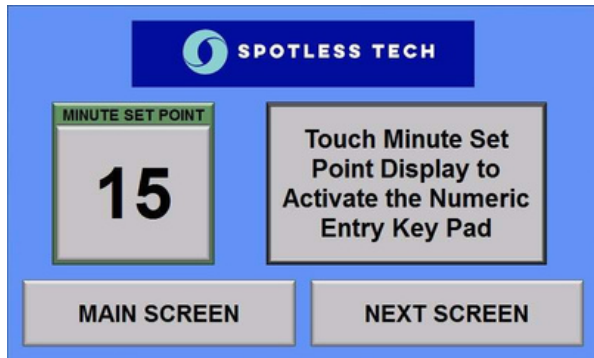 SPOTLESS TECH
MINUTE SET POINT
15
Touch Minute Set
Point Display to
Activate the Numeric
Entry Key Pad
MAIN SCREEN
NEXT SCREEN